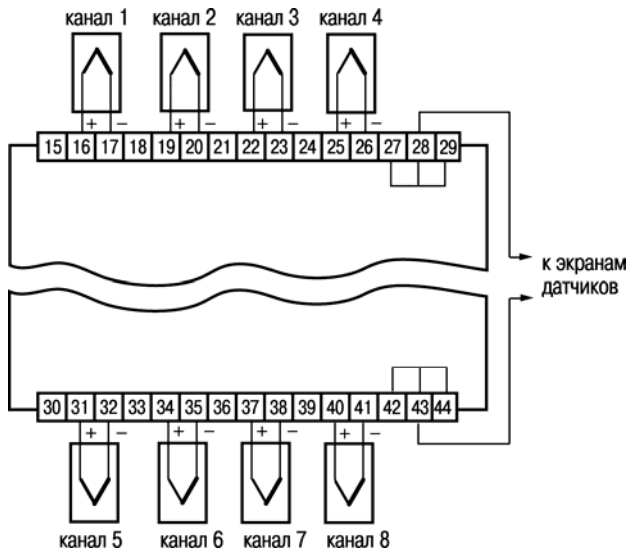 канал 1 канал 2 канал 3 канал 4
+ − + − + − + −
15 16 17 18 19 20 21 22 23 24 25 26 27 28 29
к экранам
датчиков
30 31 32 33 34 35 36 37 38 39 40 41 42 43 44
+ − + − + − + −
канал 5 канал 6 канал 7 канал 8